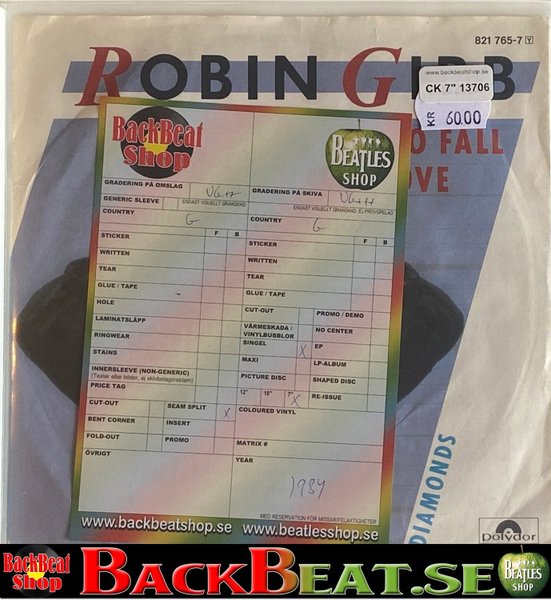 821 765-7 Y
ROBIN GIBB
www.backbeatshop.se
CK 7" 13706
KR 60.00
O FALL
OVE
BackBeat
Shop
BEATLES
SHOP
GRADERING PÅ OMSLAG
VG++
GRADERING PÅ SKIVA
VG++
GENERIC SLEEVE
ENDAST VISUELLT GRANSKAD
ENDAST VISUELLT GRANSKAD, EJ PROVSPELAD
COUNTRY
G
COUNTRY
G
STICKER F B
STICKER F B
WRITTEN
WRITTEN
TEAR
TEAR
GLUE / TAPE
GLUE / TAPE
HOLE
CUT-OUT
PROMO / DEMO
LAMINATSLÄPP
VÄRMESKADA /
VINYLBUBBLOR
NO CENTER
RINGWEAR
SINGEL X
EP
STAINS
MAXI
LP-ALBUM
INNERSLEEVE (NON-GENERIC)
(Texter eller bilder, ej skivbolagsreklam)
PICTURE DISC
SHAPED DISC
PRICE TAG
12" 10" 7" X
RE-ISSUE
CUT-OUT
SEAM SPLIT X
COLOURED VINYL
BENT CORNER
INSERT
FOLD-OUT
PROMO
MATRIX #
ÖVRIGT
YEAR
1984
MED RESERVATION FÖR MISSAR/FELAKTIGHETER
www.backbeatshop.se
www.beatlesshop.se
DIAMONDS
polydor
BackBeat
Shop
BACKBEAT.SE
BEATLES
SHOP